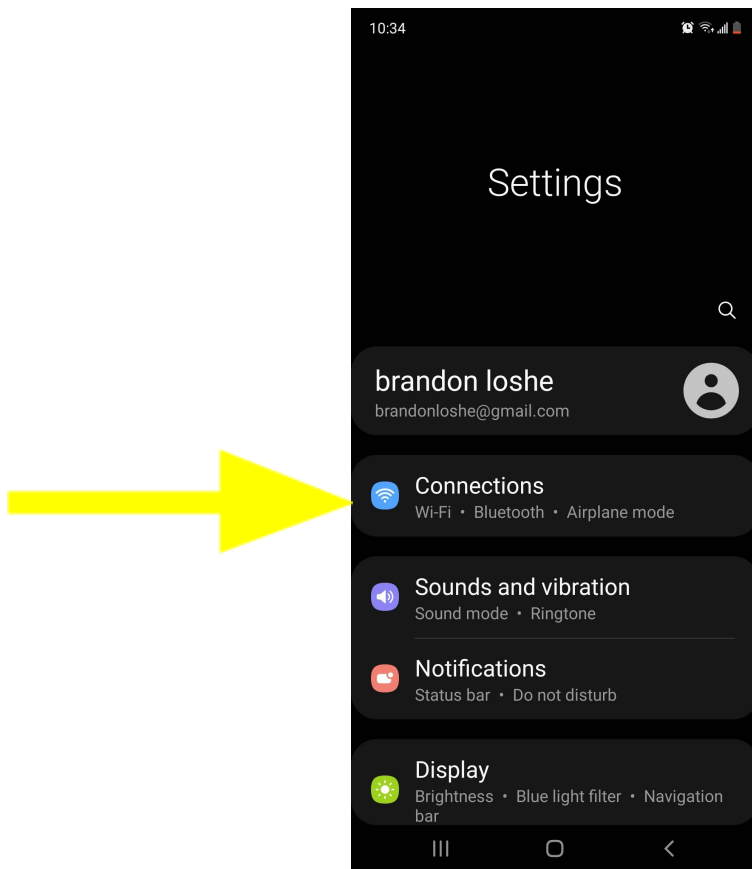 10:34
Settings
brandon loshe
brandonloshe@gmail.com
Connections
Wi-Fi • Bluetooth • Airplane mode
Sounds and vibration
Sound mode • Ringtone
Notifications
Status bar • Do not disturb
Display
Brightness • Blue light filter • Navigation
bar